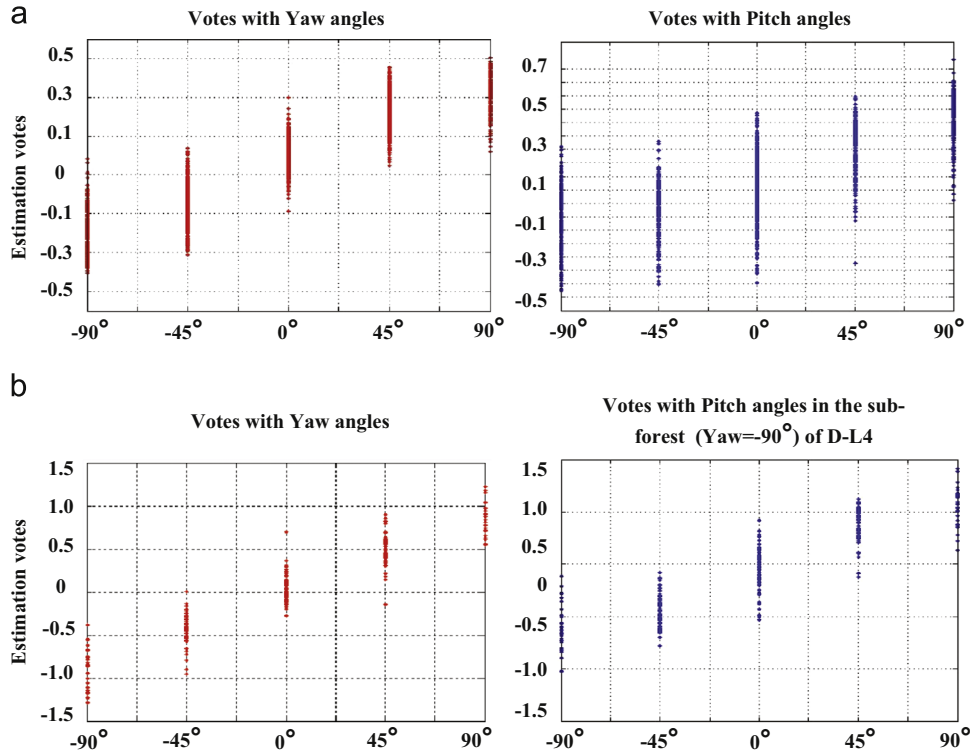 a
Votes with Yaw angles
Votes with Pitch angles
Estimation votes
0.5
0.3
0.1
0
-0.1
-0.3
-0.5
-90° -45° 0° 45° 90°
0.7
0.5
0.3
0.1
-0.1
-0.3
-0.5
-90° -45° 0° 45° 90°
b
Votes with Yaw angles
Votes with Pitch angles in the sub-
forest (Yaw=-90°) of D-L4
Estimation votes
1.5
1.0
0.5
0
-0.5
-1.0
-1.5
-90° -45° 0° 45° 90°
1.5
1.0
0.5
0
-0.5
-1.0
-1.5
-90° -45° 0° 45° 90°